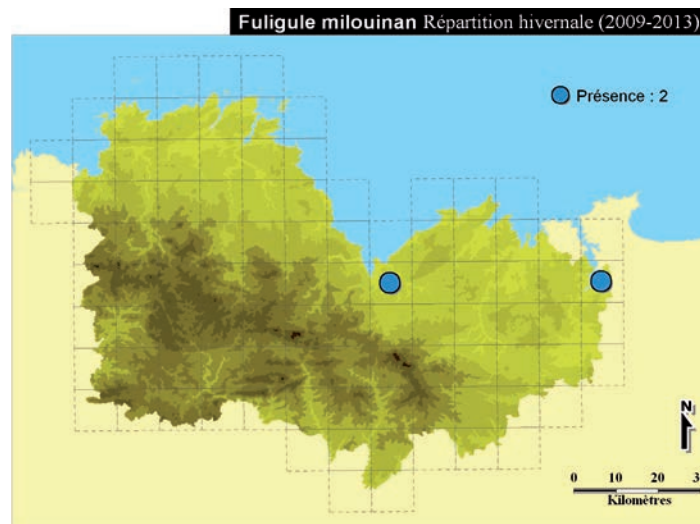 Fuligule milouinan Répartition hivernale (2009-2013)
Présence : 2
N
0 10 20 3
Kilomètres